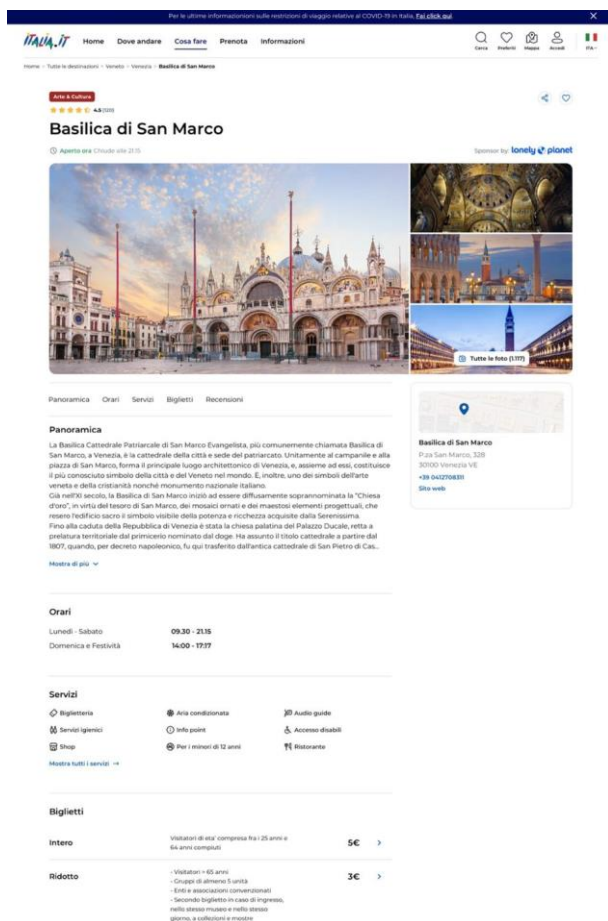 Per le ultime informazionioni sulle restrizioni di viaggio relative al COVID-19 in Italia, Fai click qui
ITALIA.IT
Home Dove andare Cosa fare Prenota Informazioni
Cerca Preferiti Mappa Accedi ITA
Home > Tutte le destinazioni > Veneto > Venezia > Basilica di San Marco
Arte & Cultura
4.5
Basilica di San Marco
Aperto ora Chiude alle 21:15
Sponsor by: lonely planet
Tutte le foto (1.117)
Panoramica Orari Servizi Biglietti Recensioni
Panoramica
La Basilica Cattedrale Patriarcale di San Marco Evangelista, più comunemente chiamata Basilica di
San Marco, a Venezia, è la cattedrale della città e sede del patriarcato. Unitamente al campanile e alla
piazza di San Marco, forma il principale luogo architettonico di Venezia, e, assieme ad essi, costituisce
il più conosciuto simbolo della città e del Veneto nel mondo. È, inoltre, uno dei simboli dell'arte
veneta e della cristianità nonché monumento nazionale italiano.
Già nell'XI secolo, la Basilica di San Marco iniziò ad essere diffusamente soprannominata la "Chiesa
d'oro", in virtù del tesoro di San Marco, dei mosaici ornati e dei maestosi elementi progettuali, che
resero l'edificio sacro il simbolo visibile della potenza e ricchezza acquisite dalla Serenissima.
Fino alla caduta della Repubblica di Venezia è stata la chiesa palatina del Palazzo Ducale, retta a
prelatura territoriale dal primicerio nominato dal doge. Ha assunto il titolo cattedrale a partire dal
1807, quando, per decreto napoleonico, fu qui trasferito dall'antica cattedrale di San Pietro di Cas...
Mostra di più
Basilica di San Marco
P.za San Marco, 328
30100 Venezia VE
+39 0412708311
Sito web
Orari
Lunedì - Sabato 09.30 - 21.15
Domenica e Festività 14:00 - 17:17
Servizi
Biglietteria Aria condizionata Audio guide
Servizi igienici Info point Accesso disabili
Shop Per i minori di 12 anni Ristorante
Mostra tutti i servizi
Biglietti
Intero
Visitatori di eta' compresa fra i 25 anni e
64 anni compiuti
5€
Ridotto
- Visitatori > 65 anni
- Gruppi di almeno 5 unità
- Enti e associazioni convenzionati
- Secondo biglietto in caso di ingresso,
nello stesso museo e nello stesso
giorno, a collezioni e mostre
3€